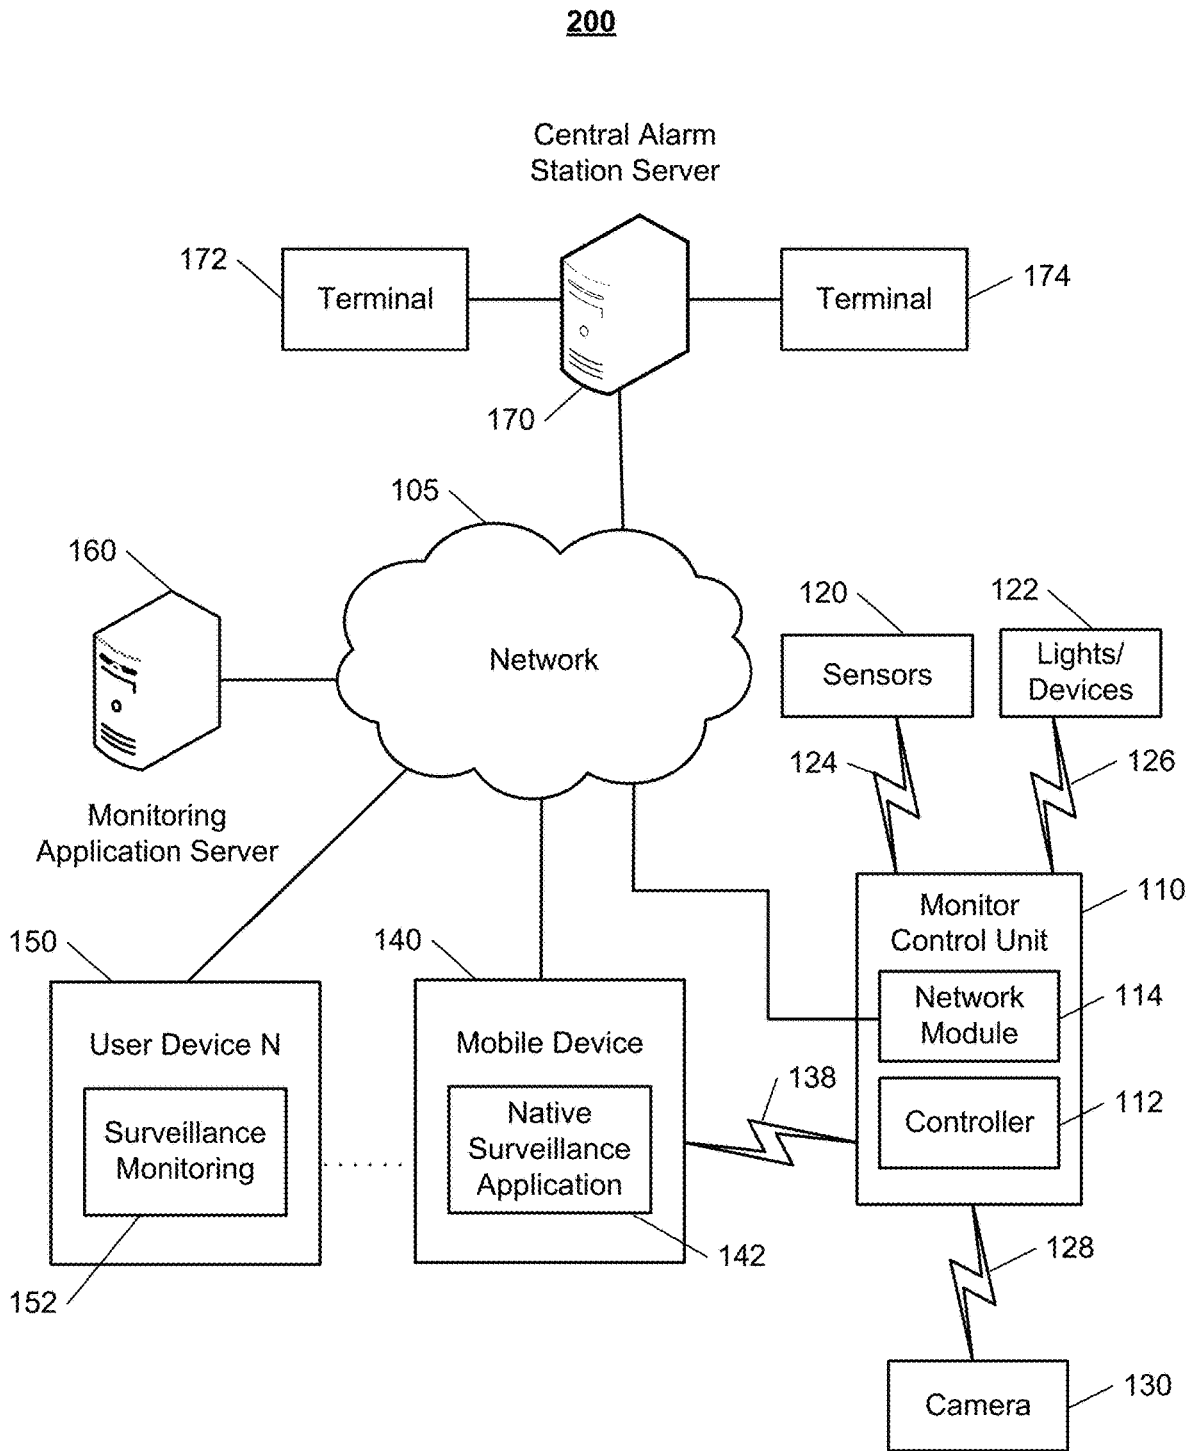 200
Central Alarm
Station Server
172
Terminal
Terminal
174
170
105
160
Network
120
122
Sensors
Lights/
Devices
124
126
Monitoring
Application Server
110
Monitor
Control Unit
150
140
Network
Module
114
User Device N
Mobile Device
138
Controller
112
Surveillance
Monitoring
Native
Surveillance
Application
152
142
128
Camera
130